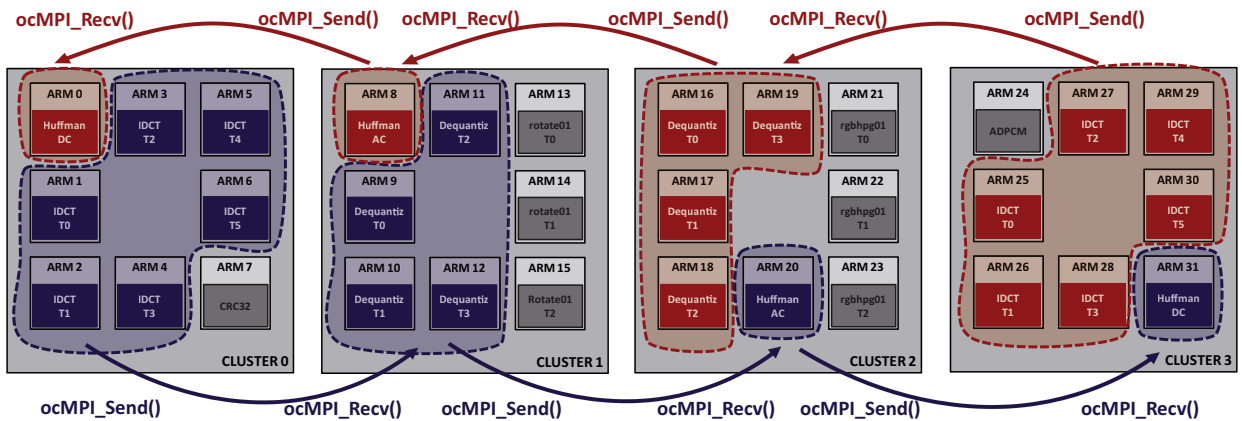 ocMPI_Recv()
ocMPI_Send()
ocMPI_Recv()
ocMPI_Send()
ocMPI_Recv()
ocMPI_Send()
ARM 0
Huffman
DC
ARM 3
IDCT
T2
ARM 5
IDCT
T4
ARM 1
IDCT
T0
ARM 6
IDCT
T5
ARM 2
IDCT
T1
ARM 4
IDCT
T3
ARM 7
CRC32
CLUSTER 0
ARM 8
Huffman
AC
ARM 11
Dequantiz
T2
ARM 13
rotate01
T0
ARM 9
Dequantiz
T0
ARM 14
rotate01
T1
ARM 10
Dequantiz
T1
ARM 12
Dequantiz
T3
ARM 15
Rotate01
T2
CLUSTER 1
ARM 16
Dequantiz
T0
ARM 19
Dequantiz
T3
ARM 21
rgbhpg01
T0
ARM 17
Dequantiz
T1
ARM 22
rgbhpg01
T1
ARM 18
Dequantiz
T2
ARM 20
Huffman
AC
ARM 23
rgbhpg01
T2
CLUSTER 2
ARM 24
ADPCM
ARM 27
IDCT
T2
ARM 29
IDCT
T4
ARM 25
IDCT
T0
ARM 30
IDCT
T5
ARM 26
IDCT
T1
ARM 28
IDCT
T3
ARM 31
Huffman
DC
CLUSTER 3
ocMPI_Send()
ocMPI_Recv()
ocMPI_Send()
ocMPI_Recv()
ocMPI_Send()
ocMPI_Recv()